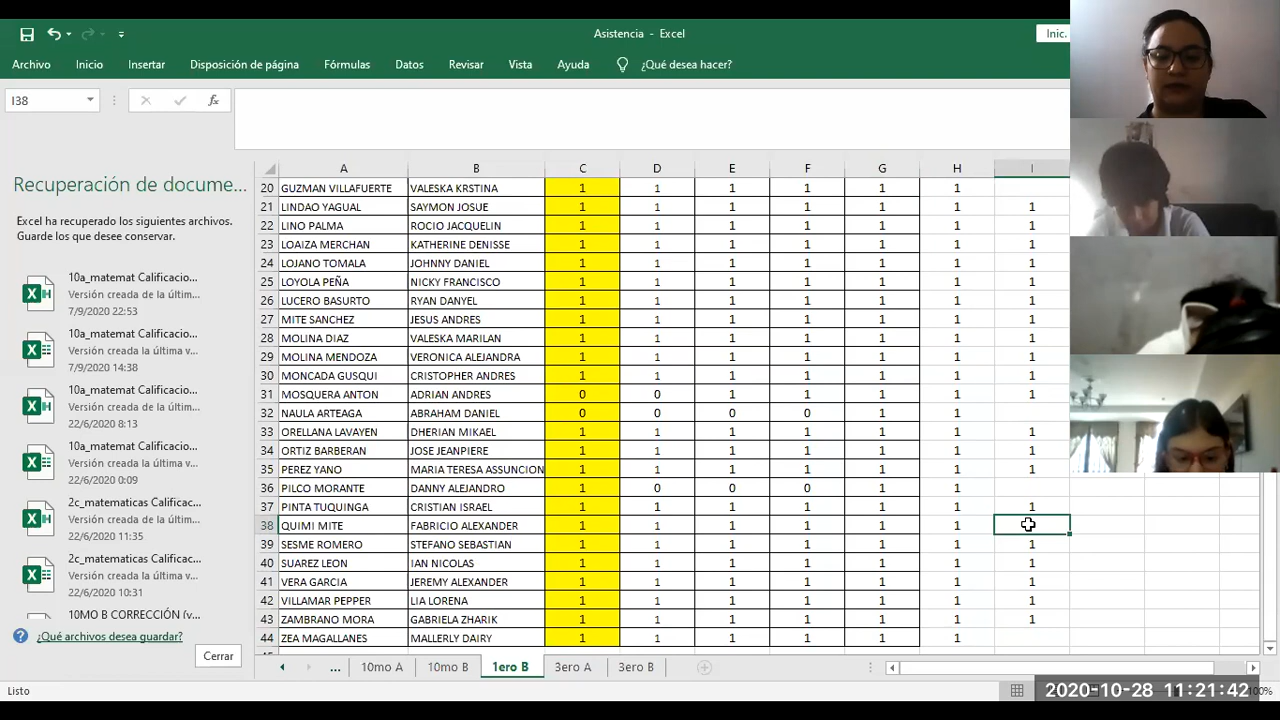 Asistencia - Excel
Inic.
Archivo Inicio Insertar Disposición de página Fórmulas Datos Revisar Vista Ayuda ¿Qué desea hacer?
I38 fx
Recuperación de docume...
Excel ha recuperado los siguientes archivos.
Guarde los que desee conservar.
10a_matemat Calificacio...
Versión creada de la últim...
7/9/2020 22:53
10a_matemat Calificacio...
Versión creada la última v...
7/9/2020 14:38
10a_matemat Calificacio...
Versión creada de la últim...
22/6/2020 8:13
10a_matemat Calificacio...
Versión creada la última v...
22/6/2020 0:09
2c_matematicas Calificac...
Versión creada de la últim...
22/6/2020 11:35
2c_matematicas Calificac...
Versión creada la última v...
22/6/2020 10:31
10MO B CORRECCIÓN (v...
¿Qué archivos desea guardar?
Cerrar
A B C D E F G H I
20 GUZMAN VILLAFUERTE VALESKA KRSTINA 1 1 1 1 1 1
21 LINDAO YAGUAL SAYMON JOSUE 1 1 1 1 1 1 1
22 LINO PALMA ROCIO JACQUELIN 1 1 1 1 1 1 1
23 LOAIZA MERCHAN KATHERINE DENISSE 1 1 1 1 1 1 1
24 LOJANO TOMALA JOHNNY DANIEL 1 1 1 1 1 1 1
25 LOYOLA PEÑA NICKY FRANCISCO 1 1 1 1 1 1 1
26 LUCERO BASURTO RYAN DANYEL 1 1 1 1 1 1 1
27 MITE SANCHEZ JESUS ANDRES 1 1 1 1 1 1 1
28 MOLINA DIAZ VALESKA MARILAN 1 1 1 1 1 1 1
29 MOLINA MENDOZA VERONICA ALEJANDRA 1 1 1 1 1 1 1
30 MONCADA GUSQUI CRISTOPHER ANDRES 1 1 1 1 1 1 1
31 MOSQUERA ANTON ADRIAN ANDRES 0 0 1 1 1 1 1
32 NAULA ARTEAGA ABRAHAM DANIEL 0 0 0 0 1 1
33 ORELLANA LAVAYEN DHERIAN MIKAEL 1 1 1 1 1 1 1
34 ORTIZ BARBERAN JOSE JEANPIERE 1 1 1 1 1 1 1
35 PEREZ YANO MARIA TERESA ASSUNCION 1 1 1 1 1 1 1
36 PILCO MORANTE DANNY ALEJANDRO 1 0 0 0 1 1
37 PINTA TUQUINGA CRISTIAN ISRAEL 1 1 1 1 1 1 1
38 QUIMI MITE FABRICIO ALEXANDER 1 1 1 1 1 1
39 SESME ROMERO STEFANO SEBASTIAN 1 1 1 1 1 1 1
40 SUAREZ LEON IAN NICOLAS 1 1 1 1 1 1 1
41 VERA GARCIA JEREMY ALEXANDER 1 1 1 1 1 1 1
42 VILLAMAR PEPPER LIA LORENA 1 1 1 1 1 1 1
43 ZAMBRANO MORA GABRIELA ZHARIK 1 1 1 1 1 1 1
44 ZEA MAGALLANES MALLERLY DAIRY 1 1 1 1 1 1
... 10mo A 10mo B 1ero B 3ero A 3ero B
Listo
2020-10-28 11:21:42
100%